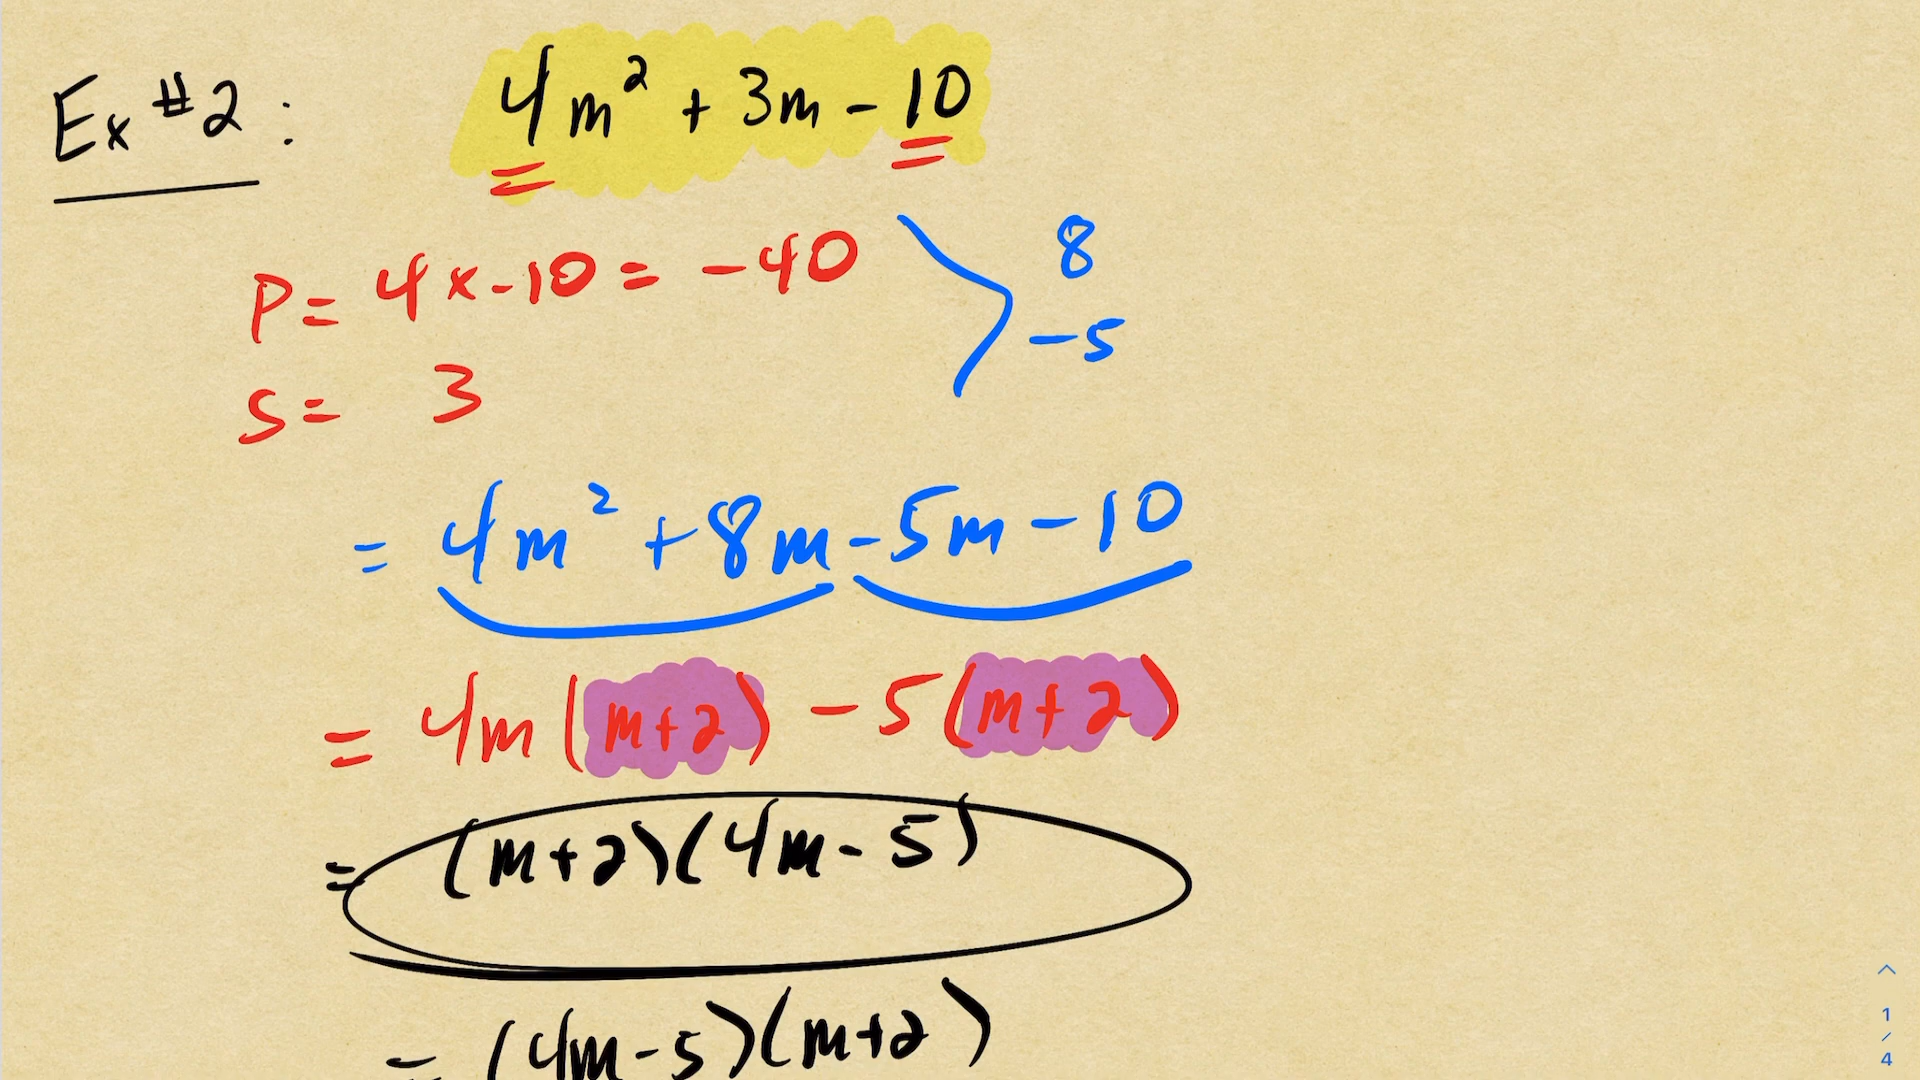 Ex #2: 4m² + 3m - 10
P = 4 x -10 = -40
8
-5
S = 3
= 4m² + 8m - 5m - 10
= 4m (m+2) - 5 (m+2)
= (m+2)(4m - 5)
= (4m-5)(m+2)
1
/
4